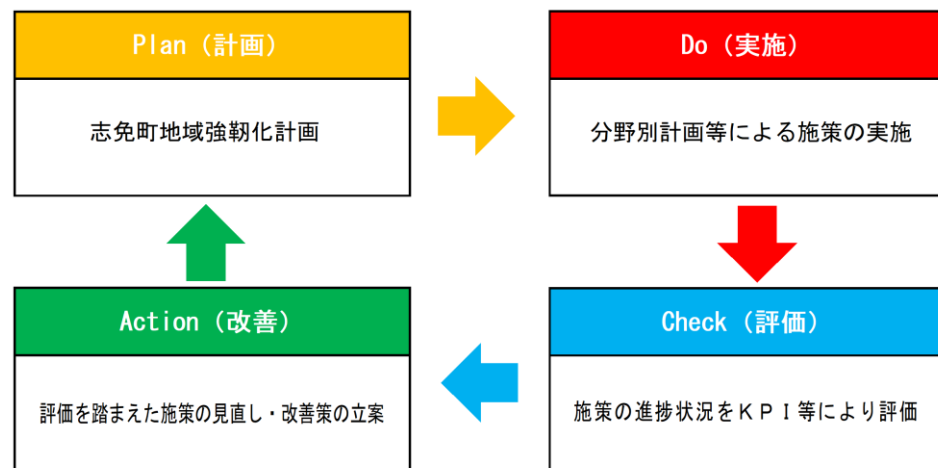 Plan（計画）
志免町地域強靭化計画
Do（実施）
分野別計画等による施策の実施
Action（改善）
評価を踏まえた施策の見直し・改善策の立案
Check（評価）
施策の進捗状況をＫＰＩ等により評価